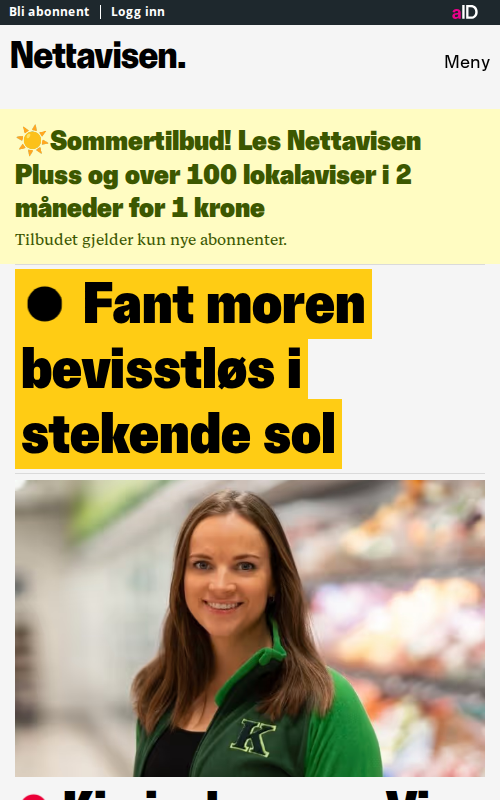 Bli abonnent | Logg inn
aID
Nettavisen.
Meny
☀️Sommertilbud! Les Nettavisen
Pluss og over 100 lokalaviser i 2
måneder for 1 krone
Tilbudet gjelder kun nye abonnenter.
● Fant moren
bevisstløs i
stekende sol
K